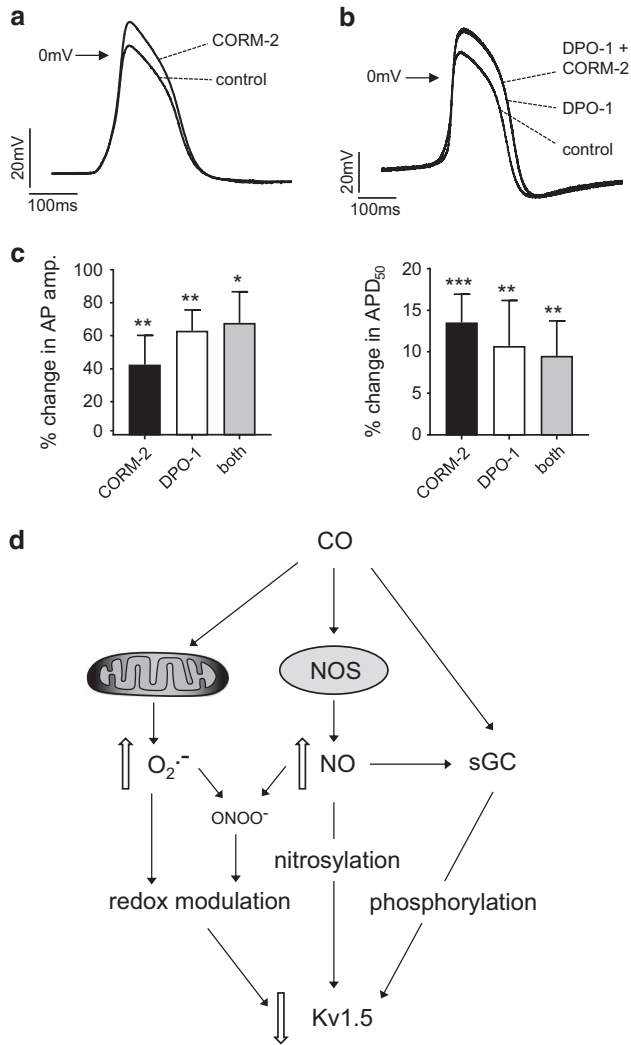 a
CORM-2
0mV
control
20mV
100ms
b
DPO-1 +
CORM-2
0mV
DPO-1
control
20mV
100ms
c
% change in AP amp.
100
80
60
40
20
0
** ** *
CORM-2 DPO-1 both
% change in APD50
20
15
10
5
0
*** ** **
CORM-2 DPO-1 both
d
CO
NOS
O2·- NO sGC
ONOO-
nitrosylation
redox modulation phosphorylation
Kv1.5